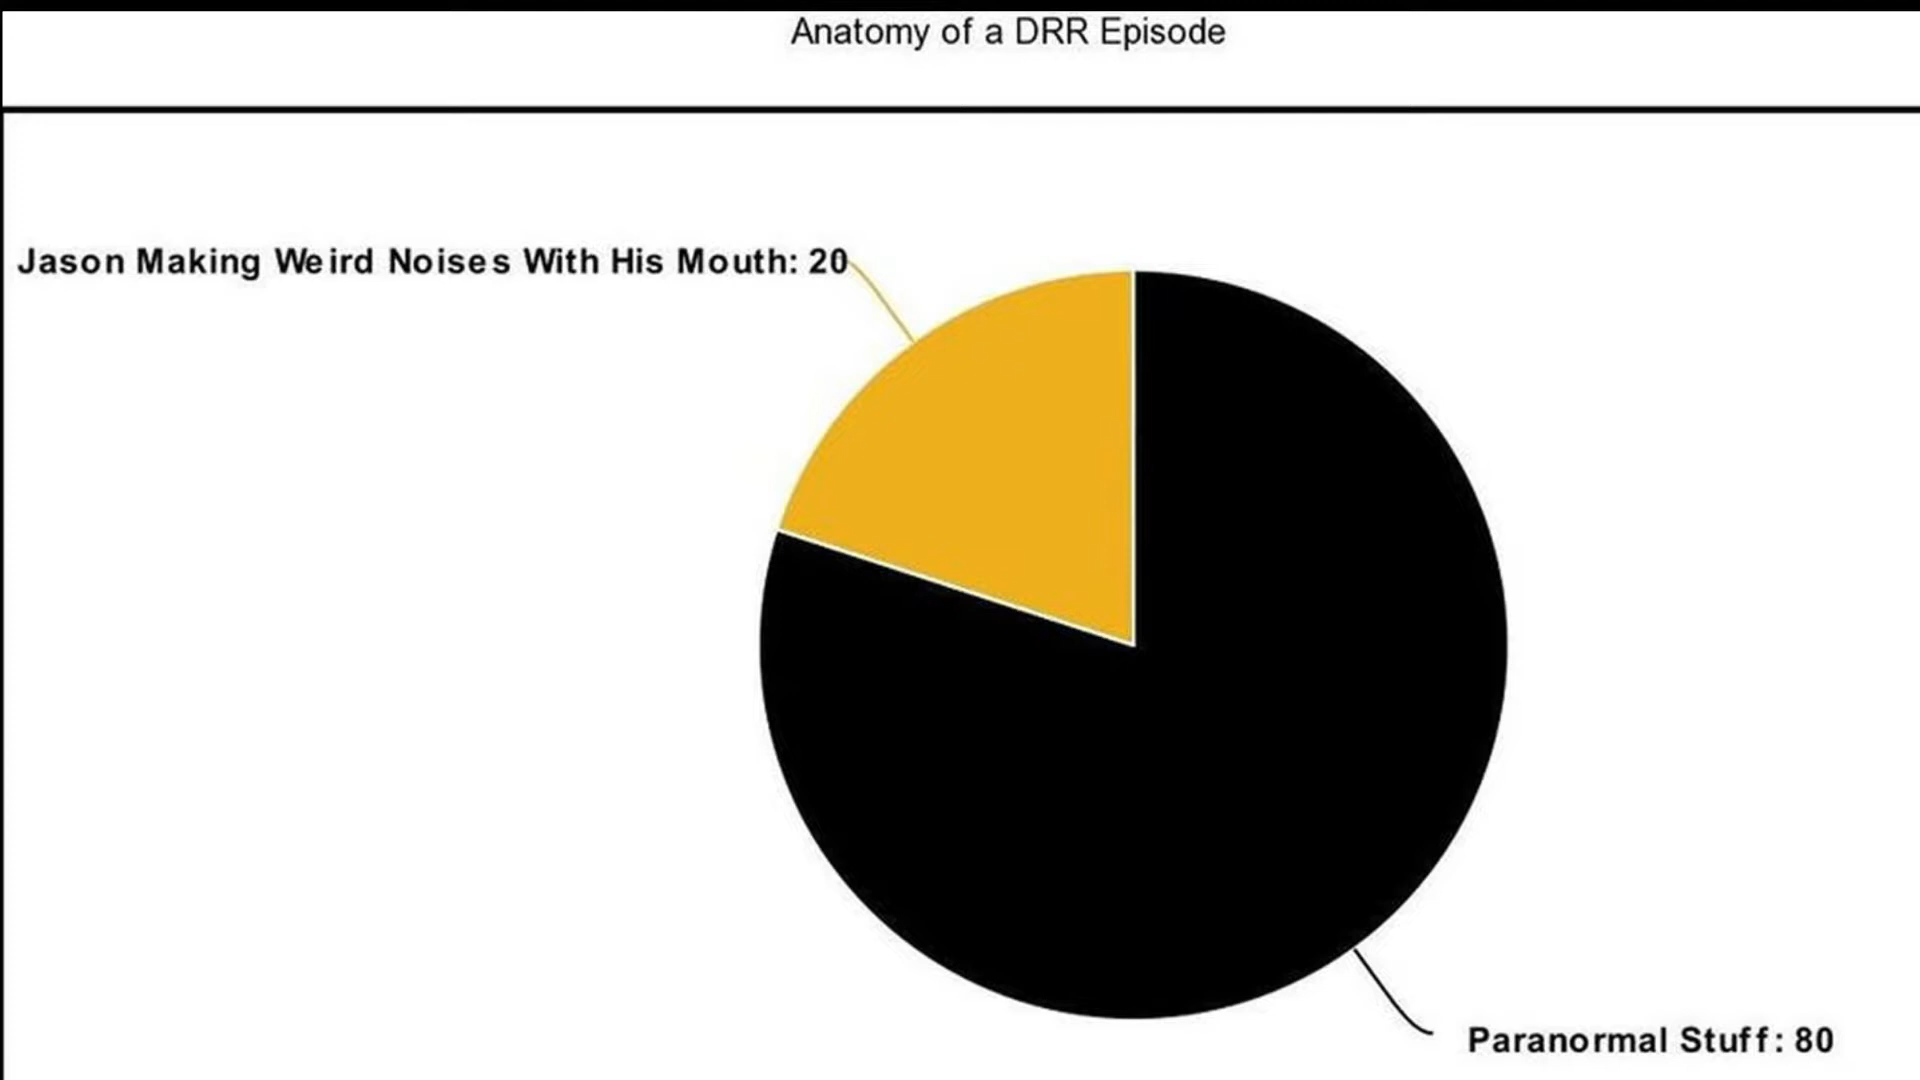 Anatomy of a DRR Episode
Jason Making Weird Noises With His Mouth: 20
Paranormal Stuff: 80